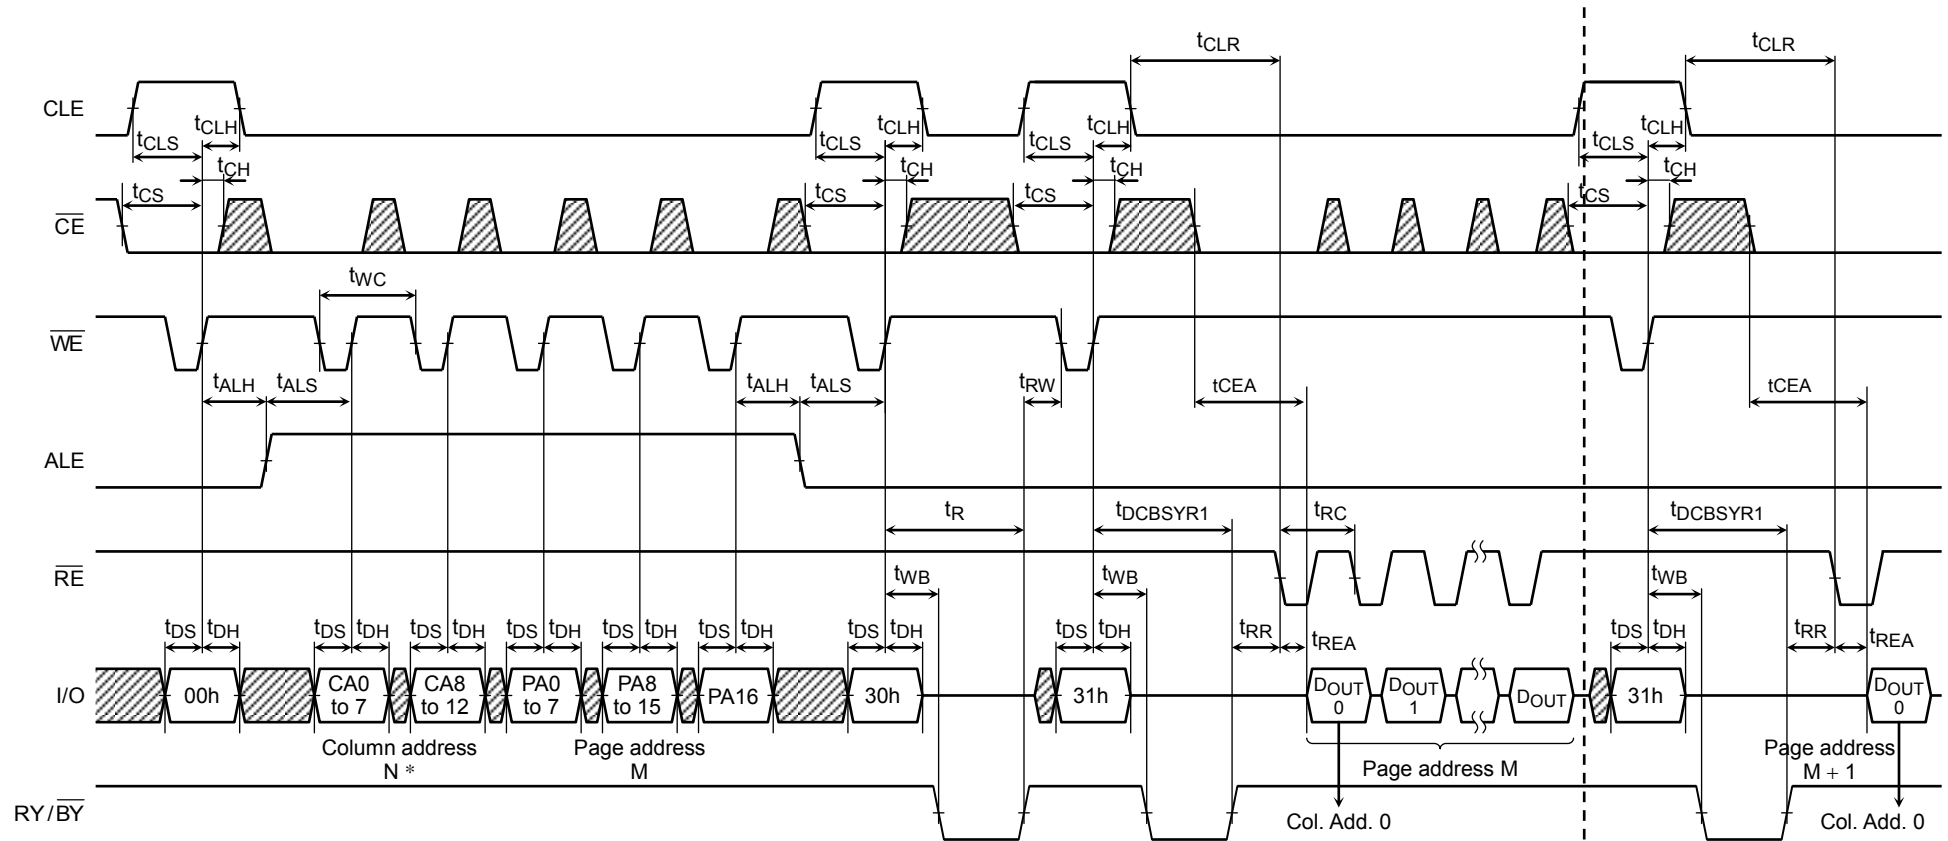 tCLR tCLR
CLE
tCLS tCLH tCLS tCLH tCLS tCLH tCLS tCLH
tCS tCH tCS tCH tCS tCH tCS tCH
CE
tWC
WE
tALH tALS tALH tALS tRW tCEA tCEA
ALE
tR tDCBSYR1 tRC tDCBSYR1
RE
tWB tWB tWB
tDS tDH tDS tDH tDS tDH tDS tDH tDS tDH tDS tDH tDS tDH tDS tDH tRR tREA tDS tDH tRR tREA
I/O
00h
CA0
to 7
CA8
to 12
PA0
to 7
PA8
to 15
PA16
30h
31h
DOUT
0
DOUT
1
DOUT
31h
DOUT
0
Column address
N *
Page address
M
Page address M
Page address
M + 1
RY/BY
Col. Add. 0
Col. Add. 0